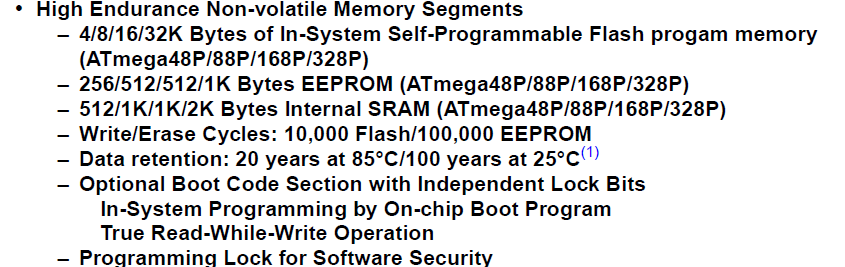 • High Endurance Non-volatile Memory Segments
– 4/8/16/32K Bytes of In-System Self-Programmable Flash progam memory
(ATmega48P/88P/168P/328P)
– 256/512/512/1K Bytes EEPROM (ATmega48P/88P/168P/328P)
– 512/1K/1K/2K Bytes Internal SRAM (ATmega48P/88P/168P/328P)
– Write/Erase Cycles: 10,000 Flash/100,000 EEPROM
– Data retention: 20 years at 85°C/100 years at 25°C(1)
– Optional Boot Code Section with Independent Lock Bits
In-System Programming by On-chip Boot Program
True Read-While-Write Operation
– Programming Lock for Software Security